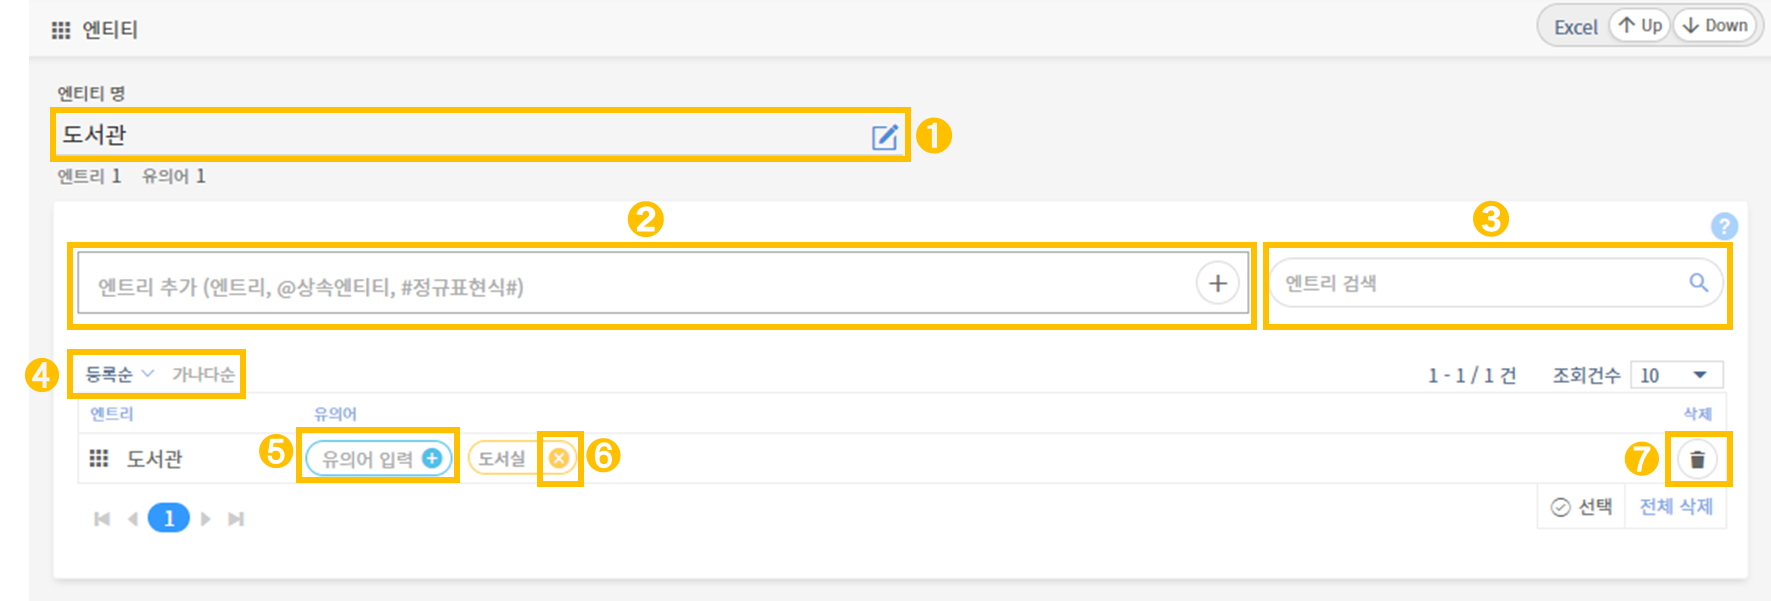 엔티티
Excel Up Down
엔티티 명
도서관 1
엔트리 1 유의어 1
2 3
?
엔트리 추가 (엔트리, @상속엔티티, #정규표현식#) 엔트리 검색
4 등록순 가나다순 1 - 1 / 1 건 조회건수 10
엔트리 유의어 삭제
도서관 5 유의어 입력 도서실 6 7
1 선택 전체 삭제